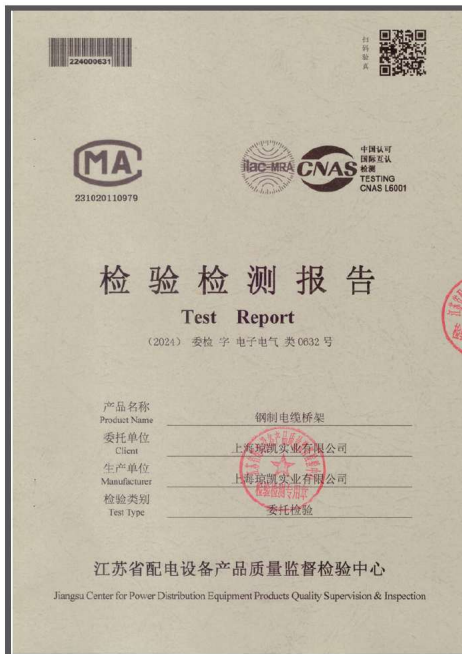 224000631
扫码验真
MA
231020110979
ilac-MRA
CNAS
中国认可
国际互认
检测
TESTING
CNAS L6001
检验检测报告
Test Report
（2024） 委检 字 电子电气 类 0632 号
产品名称
Product Name
钢制电缆桥架
委托单位
Client
上海琼凯实业有限公司
生产单位
Manufacturer
上海琼凯实业有限公司
检验类别
Test Type
委托检验
江苏省配电设备产品质量监督检验中心
Jiangsu Center for Power Distribution Equipment Products Quality Supervision & Inspection